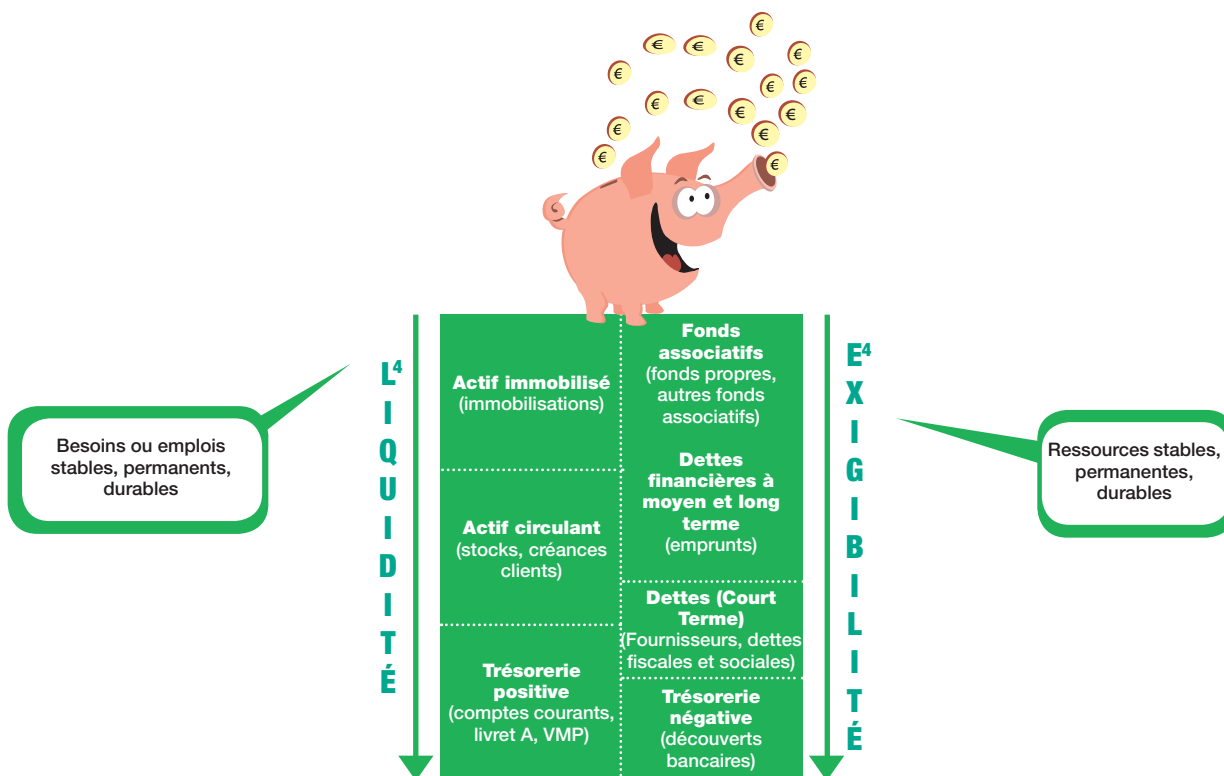 € € € € € € € € € € € € € € € € €
L⁴
I
Q
U
I
D
I
T
É
Besoins ou emplois
stables, permanents,
durables
Actif immobilisé
(immobilisations)
Actif circulant
(stocks, créances
clients)
Trésorerie
positive
(comptes courants,
livret A, VMP)
Fonds
associatifs
(fonds propres,
autres fonds
associatifs)
Dettes
financières à
moyen et long
terme
(emprunts)
Dettes (Court
Terme)
(Fournisseurs, dettes
fiscales et sociales)
Trésorerie
négative
(découverts
bancaires)
E⁴
X
I
G
I
B
I
L
I
T
É
Ressources stables,
permanentes,
durables